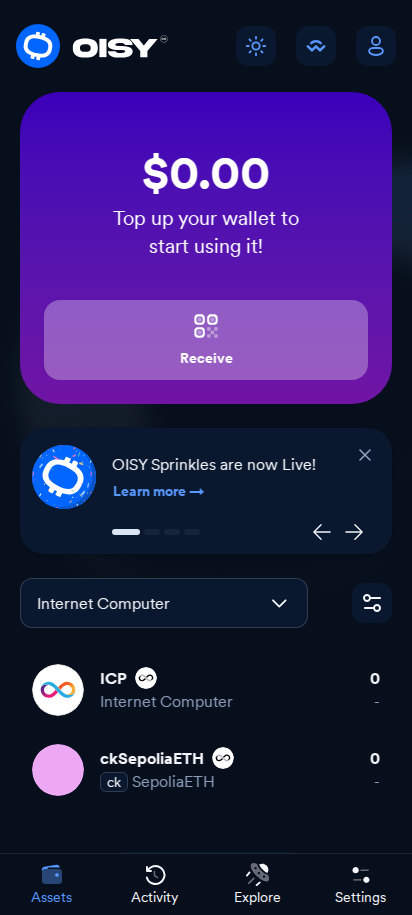 OISY
$0.00
Top up your wallet to
start using it!
Receive
OISY Sprinkles are now Live!
Learn more →
Internet Computer
ICP 0
Internet Computer -
ckSepoliaETH 0
ck SepoliaETH -
Assets Activity Explore Settings